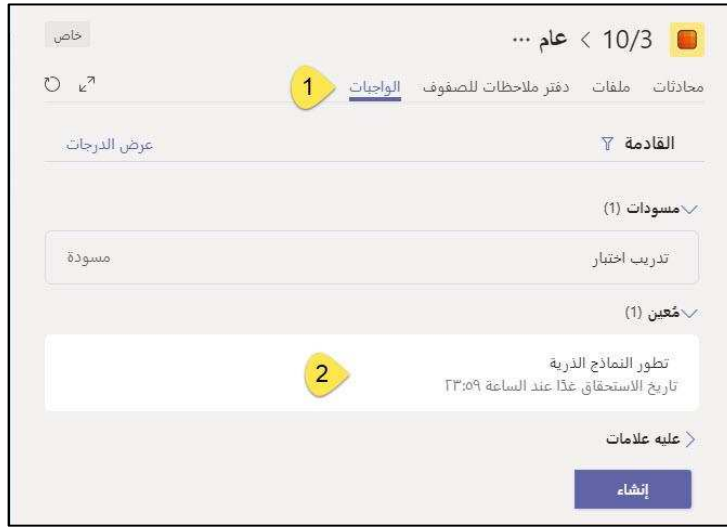 10/3 > عام ...
خاص
محادثات ملفات دفتر ملاحظات للصفوف الواجبات
1
القادمة
عرض الدرجات
مسودات (1)
تدريب اختبار
مسودة
مُعين (1)
تطور النماذج الذرية
2
تاريخ الاستحقاق غدًا عند الساعة ٢٣:٥٩
عليه علامات
إنشاء